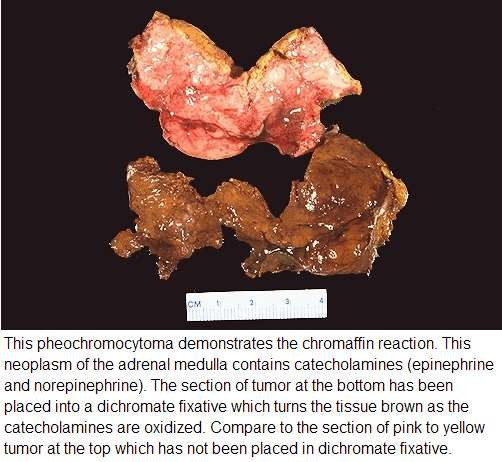 CM 1 2 3 4
This pheochromocytoma demonstrates the chromaffin reaction. This
neoplasm of the adrenal medulla contains catecholamines (epinephrine
and norepinephrine). The section of tumor at the bottom has been
placed into a dichromate fixative which turns the tissue brown as the
catecholamines are oxidized. Compare to the section of pink to yellow
tumor at the top which has not been placed in dichromate fixative.